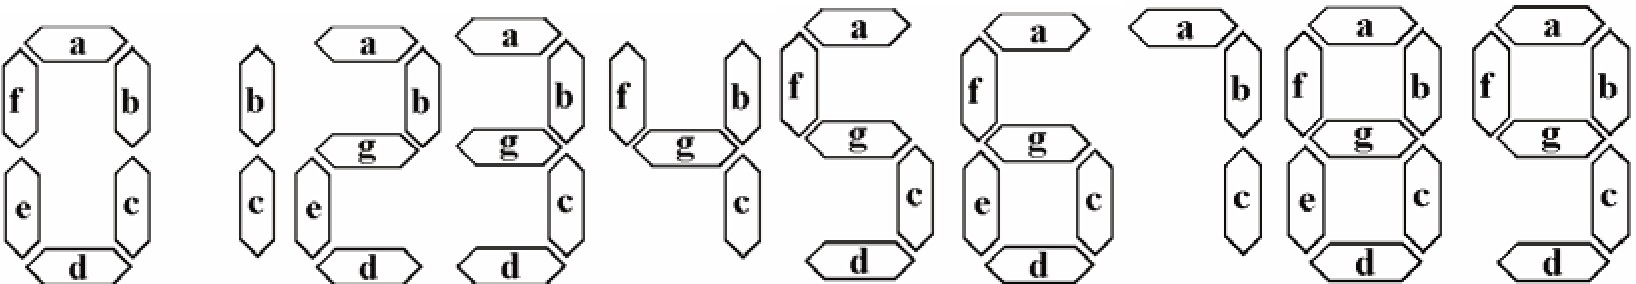 a a a a a a a a
f b b b b f b f f b f b f b
g g g g g g g
e c c e c c c e c c e c c
d d d d d d d